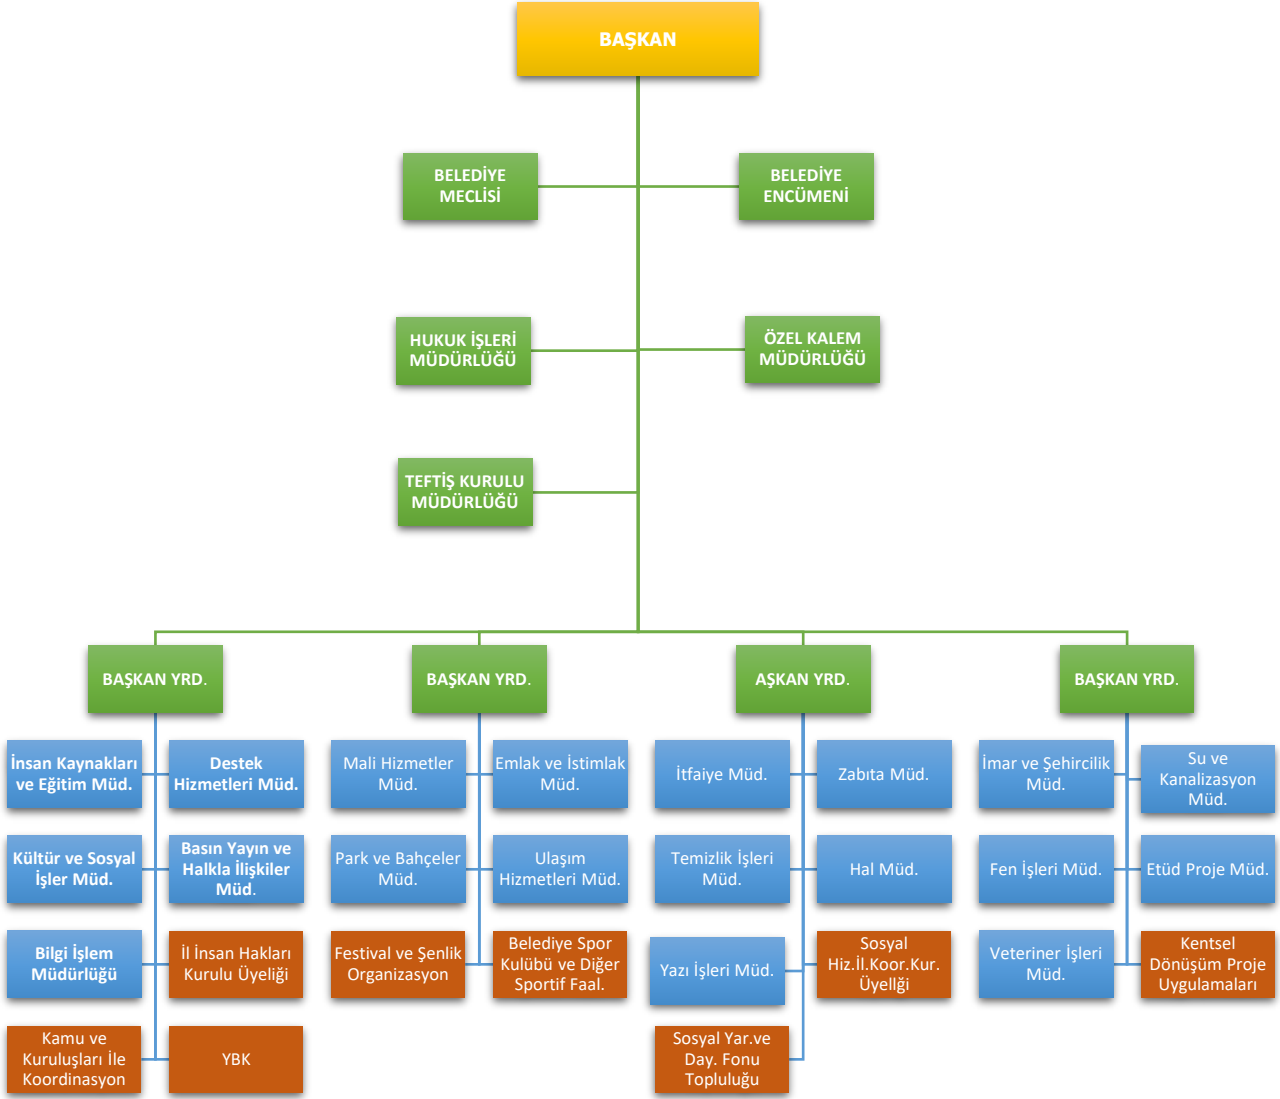 BAŞKAN
BELEDİYE
MECLİSİ
BELEDİYE
ENCÜMENİ
HUKUK İŞLERİ
MÜDÜRLÜĞÜ
ÖZEL KALEM
MÜDÜRLÜĞÜ
TEFTİŞ KURULU
MÜDÜRLÜĞÜ
BAŞKAN YRD.
BAŞKAN YRD.
AŞKAN YRD.
BAŞKAN YRD.
İnsan Kaynakları
ve Eğitim Müd.
Destek
Hizmetleri Müd.
Mali Hizmetler
Müd.
Emlak ve İstimlak
Müd.
İtfaiye Müd.
Zabıta Müd.
İmar ve Şehircilik
Müd.
Su ve
Kanalizasyon
Müd.
Kültür ve Sosyal
İşler Müd.
Basın Yayın ve
Halkla İlişkiler
Müd.
Park ve Bahçeler
Müd.
Ulaşım
Hizmetleri Müd.
Temizlik İşleri
Müd.
Hal Müd.
Fen İşleri Müd.
Etüd Proje Müd.
Bilgi İşlem
Müdürlüğü
İl İnsan Hakları
Kurulu Üyeliği
Festival ve Şenlik
Organizasyon
Belediye Spor
Kulübü ve Diğer
Sportif Faal.
Yazı İşleri Müd.
Sosyal
Hiz.İl.Koor.Kur.
Üyellği
Veteriner İşleri
Müd.
Kentsel
Dönüşüm Proje
Uygulamaları
Kamu ve
Kuruluşları İle
Koordinasyon
YBK
Sosyal Yar.ve
Day. Fonu
Topluluğu